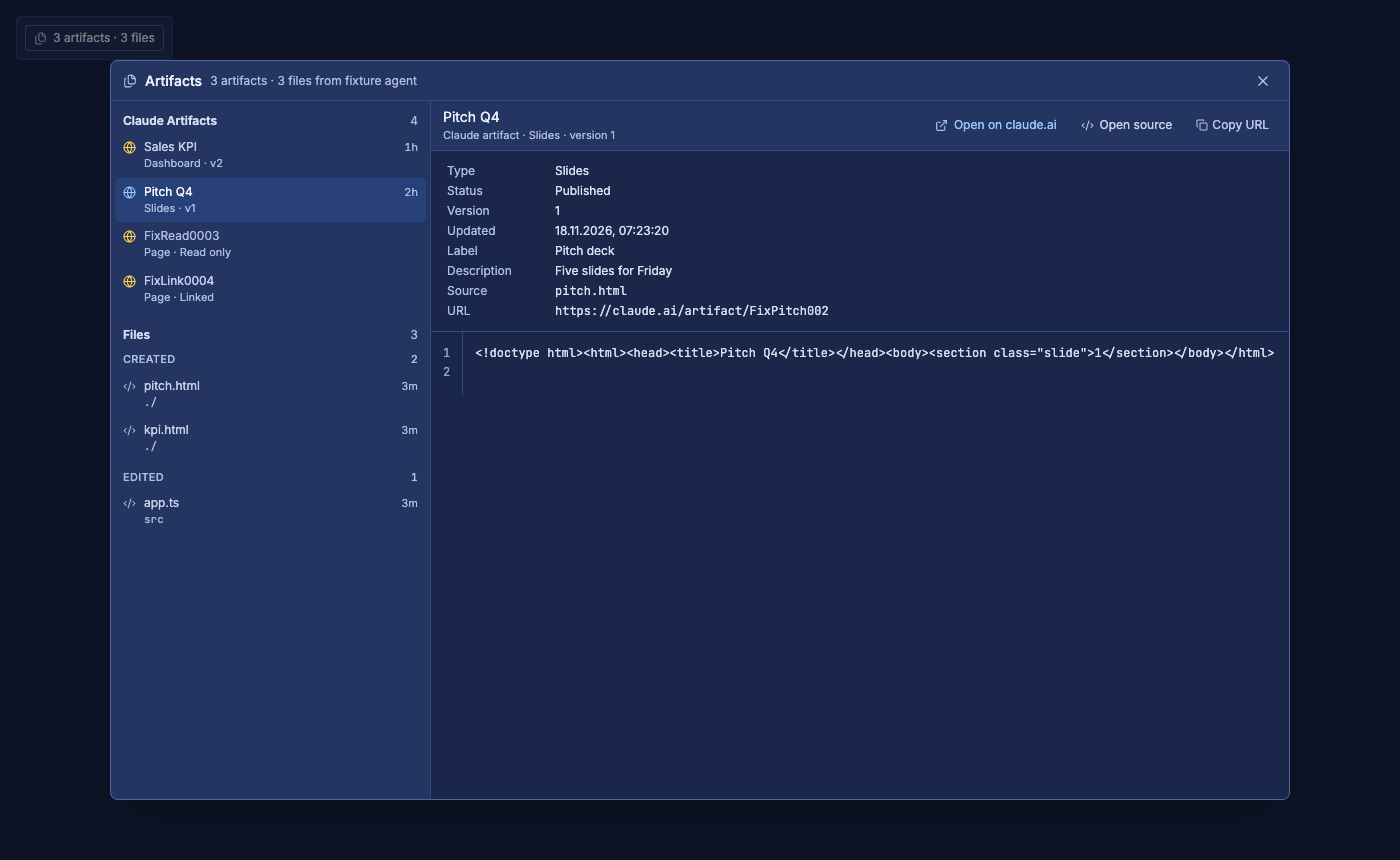 3 artifacts · 3 files
Artifacts 3 artifacts · 3 files from fixture agent
Claude Artifacts 4
Sales KPI 1h
Dashboard · v2
Pitch Q4 2h
Slides · v1
FixRead0003
Page · Read only
FixLink0004
Page · Linked
Files 3
CREATED 2
pitch.html 3m
./
kpi.html 3m
./
EDITED 1
app.ts 3m
src
Pitch Q4
Claude artifact · Slides · version 1
Open on claude.ai
Open source
Copy URL
Type Slides
Status Published
Version 1
Updated 18.11.2026, 07:23:20
Label Pitch deck
Description Five slides for Friday
Source pitch.html
URL https://claude.ai/artifact/FixPitch002
1 <!doctype html><html><head><title>Pitch Q4</title></head><body><section class="slide">1</section></body></html>
2